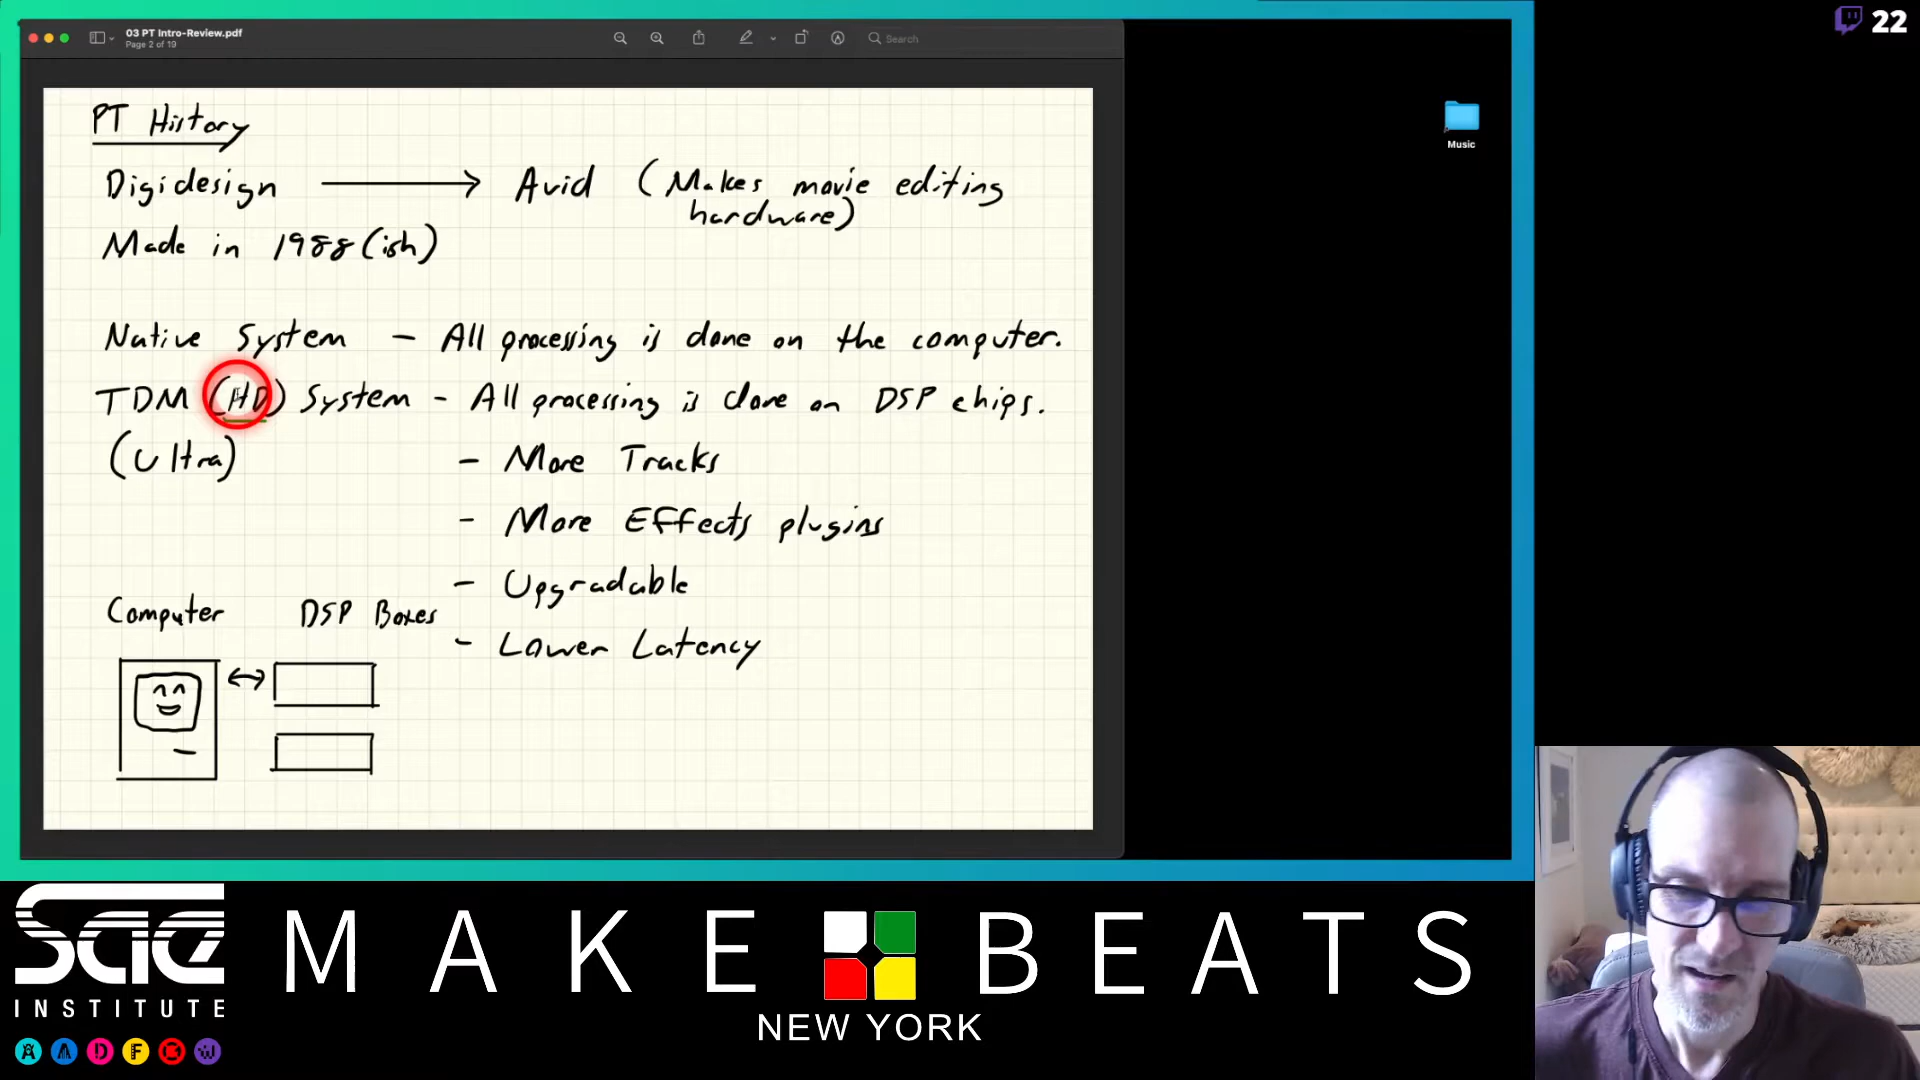 22
03 PT Intro-Review.pdf
Page 2 of 19
Search
Music
PT History
Digidesign → Avid (Makes movie editing
hardware)
Made in 1988(ish)
Native System - All processing is done on the computer.
TDM (HD) System - All processing is done on DSP chips.
(Ultra)
- More Tracks
- More Effects plugins
- Upgradable
- Lower Latency
Computer DSP Boxes
sae
INSTITUTE
MAKE BEATS
NEW YORK